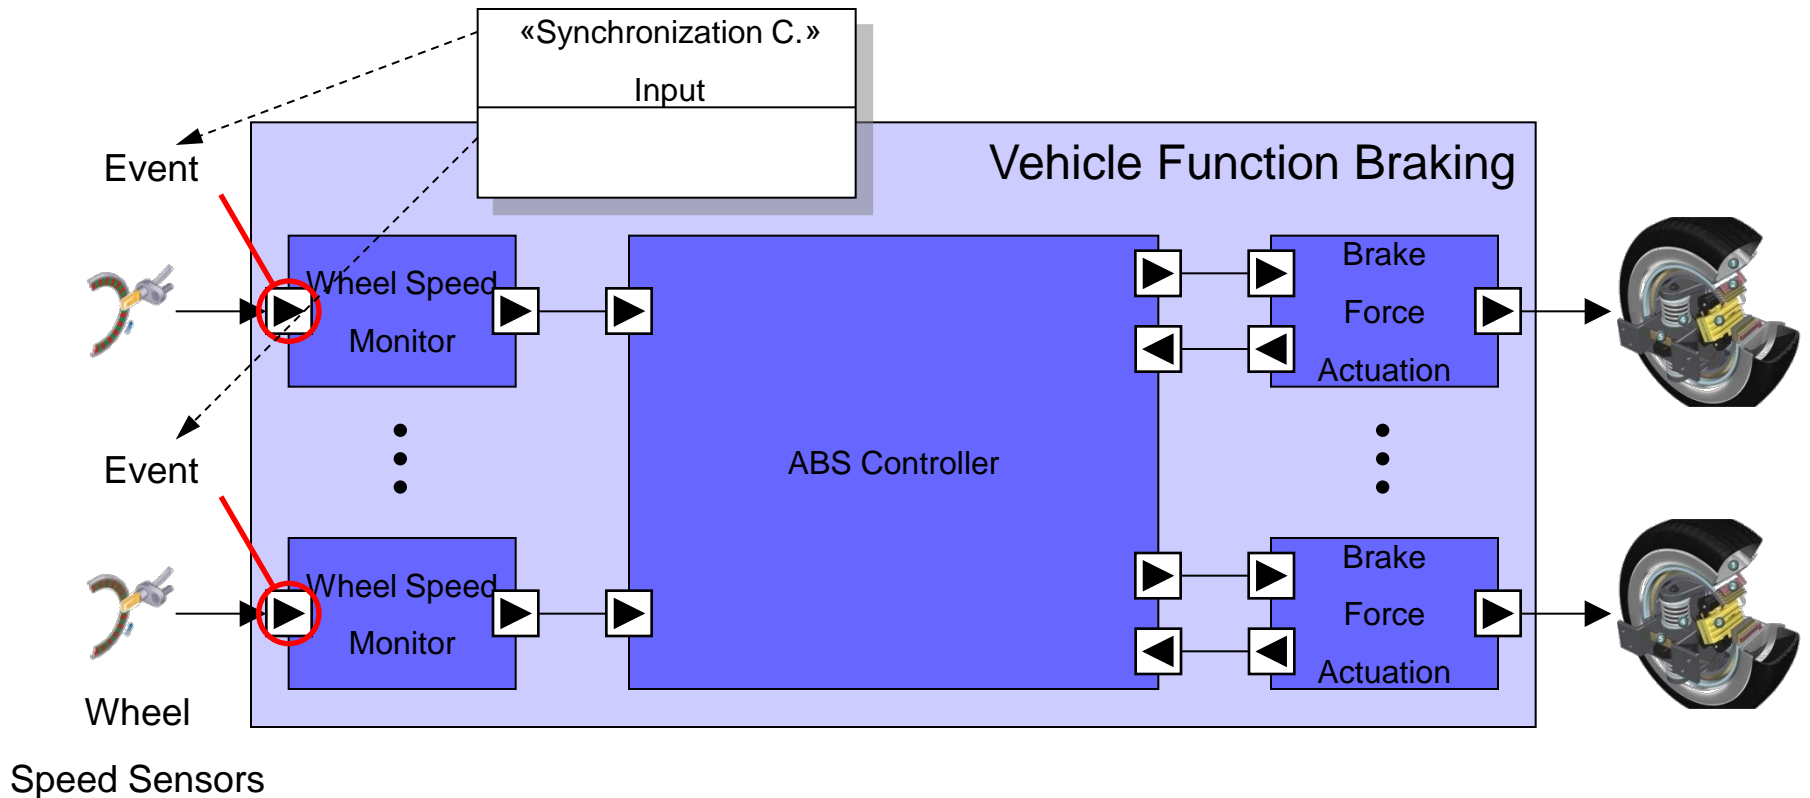 «Synchronization C.»
Input
Vehicle Function Braking
Event
Wheel Speed
Monitor
Brake
Force
Actuation
ABS Controller
Event
Wheel Speed
Monitor
Brake
Force
Actuation
Wheel
Speed Sensors